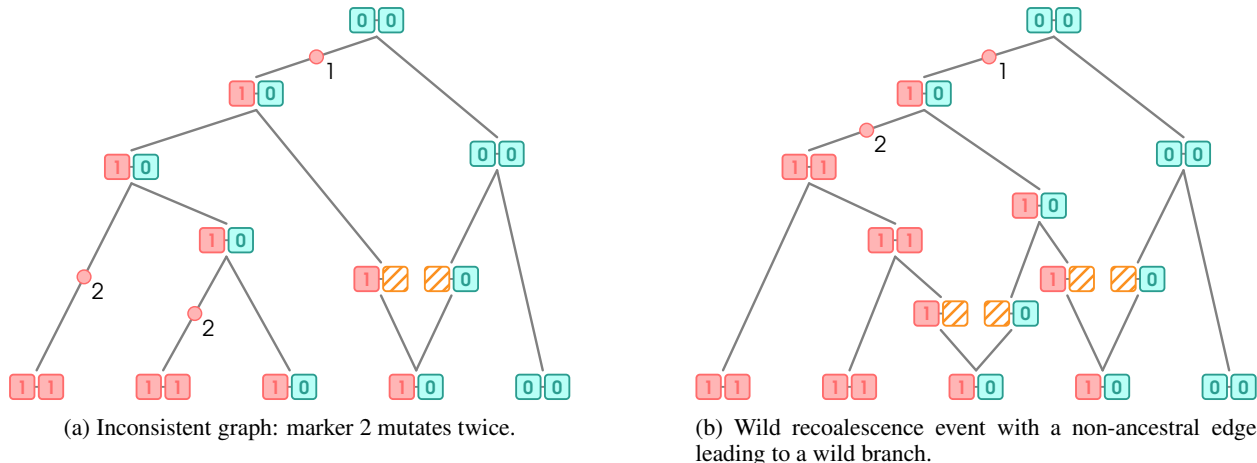 0 0 0 0
1 1
1 0 1 0
2
1 0 0 0 1 1 0 0
1 0
1 0 1 1
2 1 0 1 0
2 1 0
1 1 1 1 1 0 1 0 0 0 1 1 1 1 1 0 1 0 0 0
(a) Inconsistent graph: marker 2 mutates twice.
(b) Wild recoalescence event with a non-ancestral edge
leading to a wild branch.